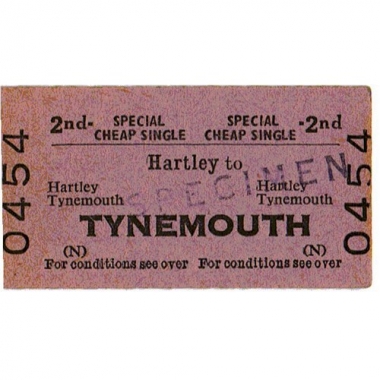 0454
2nd- SPECIAL CHEAP SINGLE SPECIAL CHEAP SINGLE -2nd
Hartley to
SPECIMEN
Hartley Hartley
Tynemouth Tynemouth
TYNEMOUTH
(N) (N)
For conditions see over For conditions see over
0454